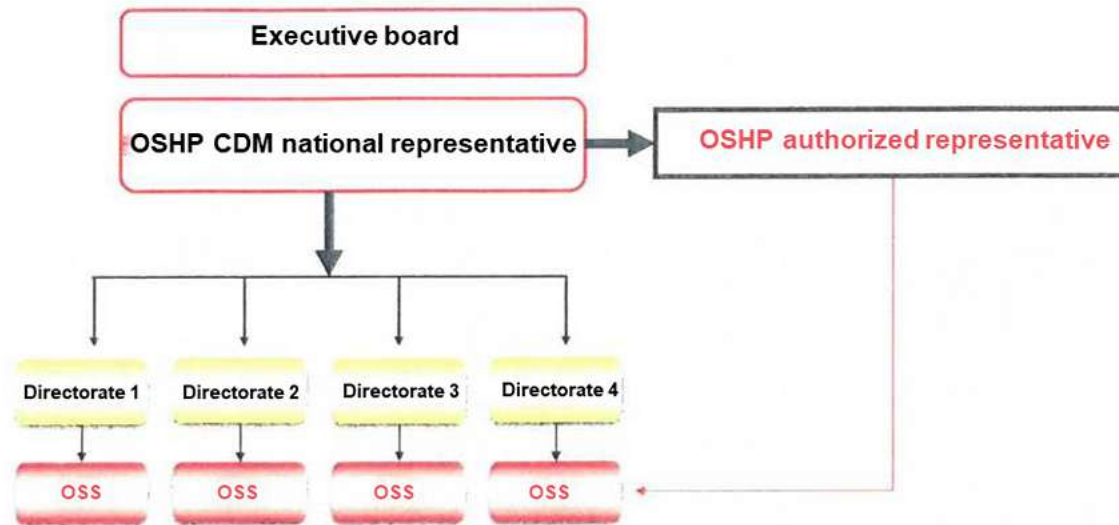 Executive board
OSHP CDM national representative
OSHP authorized representative
Directorate 1
Directorate 2
Directorate 3
Directorate 4
OSS
OSS
OSS
OSS